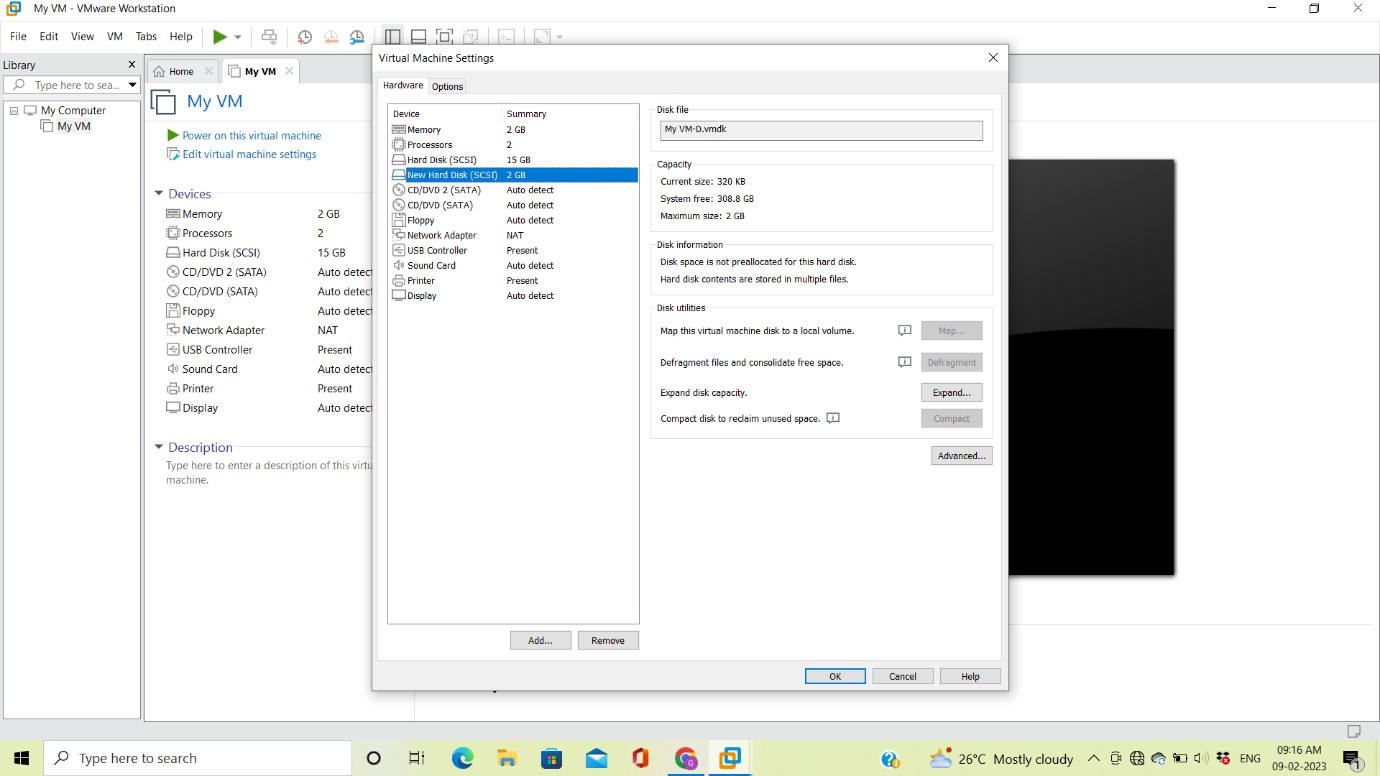 My VM - VMware Workstation
File Edit View VM Tabs Help
Library
Type here to sea...
My Computer
My VM
Home
My VM
My VM
Power on this virtual machine
Edit virtual machine settings
Devices
Memory 2 GB
Processors 2
Hard Disk (SCSI) 15 GB
CD/DVD 2 (SATA) Auto detect
CD/DVD (SATA) Auto detect
Floppy Auto detect
Network Adapter NAT
USB Controller Present
Sound Card Auto detect
Printer Present
Display Auto detect
Description
Type here to enter a description of this virtu
machine.
Virtual Machine Settings
Hardware Options
Device Summary
Memory 2 GB
Processors 2
Hard Disk (SCSI) 15 GB
New Hard Disk (SCSI) 2 GB
CD/DVD 2 (SATA) Auto detect
CD/DVD (SATA) Auto detect
Floppy Auto detect
Network Adapter NAT
USB Controller Present
Sound Card Auto detect
Printer Present
Display Auto detect
Add... Remove
Disk file
My VM-D.vmdk
Capacity
Current size: 320 KB
System free: 308.8 GB
Maximum size: 2 GB
Disk information
Disk space is not preallocated for this hard disk.
Hard disk contents are stored in multiple files.
Disk utilities
Map this virtual machine disk to a local volume. Map...
Defragment files and consolidate free space. Defragment
Expand disk capacity. Expand...
Compact disk to reclaim unused space. Compact
Advanced...
OK Cancel Help
Type here to search
26°C Mostly cloudy
ENG
09:16 AM
09-02-2023
1